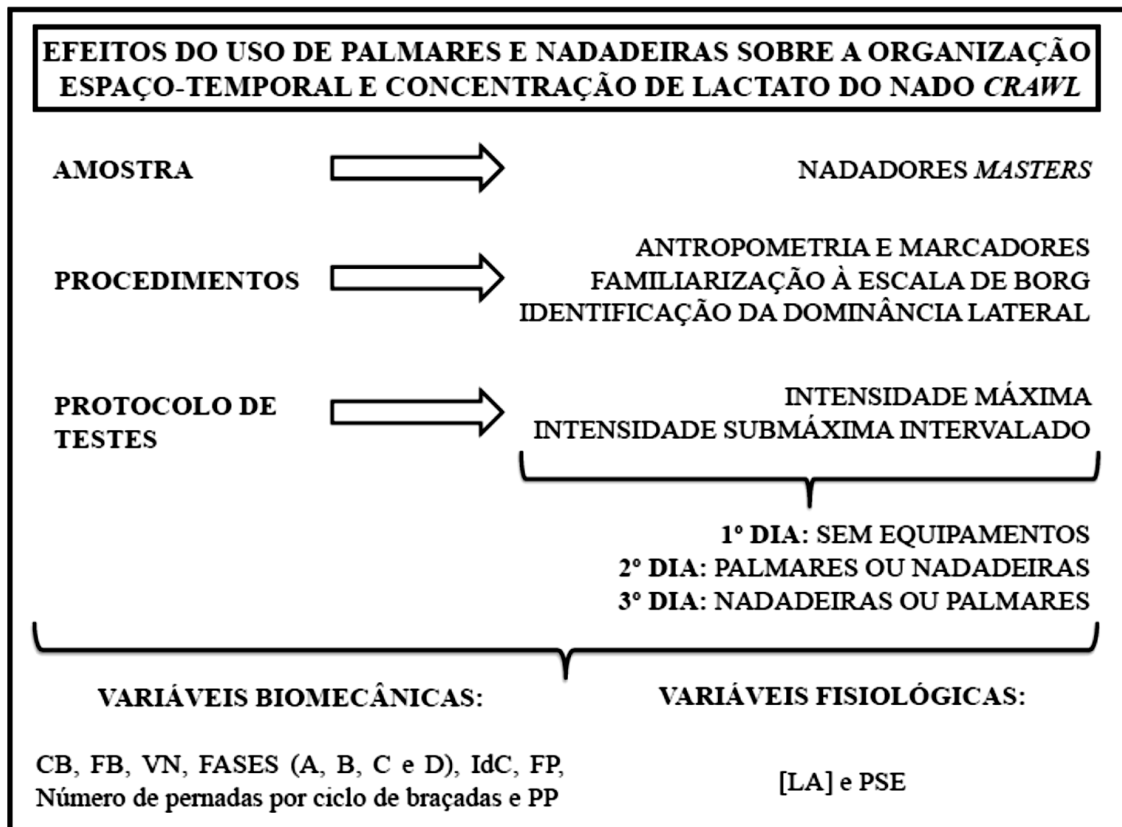 EFEITOS DO USO DE PALMARES E NADADEIRAS SOBRE A ORGANIZAÇÃO
ESPAÇO-TEMPORAL E CONCENTRAÇÃO DE LACTATO DO NADO CRAWL
AMOSTRA
NADADORES MASTERS
PROCEDIMENTOS
ANTROPOMETRIA E MARCADORES
FAMILIARIZAÇÃO À ESCALA DE BORG
IDENTIFICAÇÃO DA DOMINÂNCIA LATERAL
PROTOCOLO DE
TESTES
INTENSIDADE MÁXIMA
INTENSIDADE SUBMÁXIMA INTERVALADO
1º DIA: SEM EQUIPAMENTOS
2º DIA: PALMARES OU NADADEIRAS
3º DIA: NADADEIRAS OU PALMARES
VARIÁVEIS BIOMECÂNICAS:
CB, FB, VN, FASES (A, B, C e D), IdC, FP,
Número de pernadas por ciclo de braçadas e PP
VARIÁVEIS FISIOLÓGICAS:
[LA] e PSE